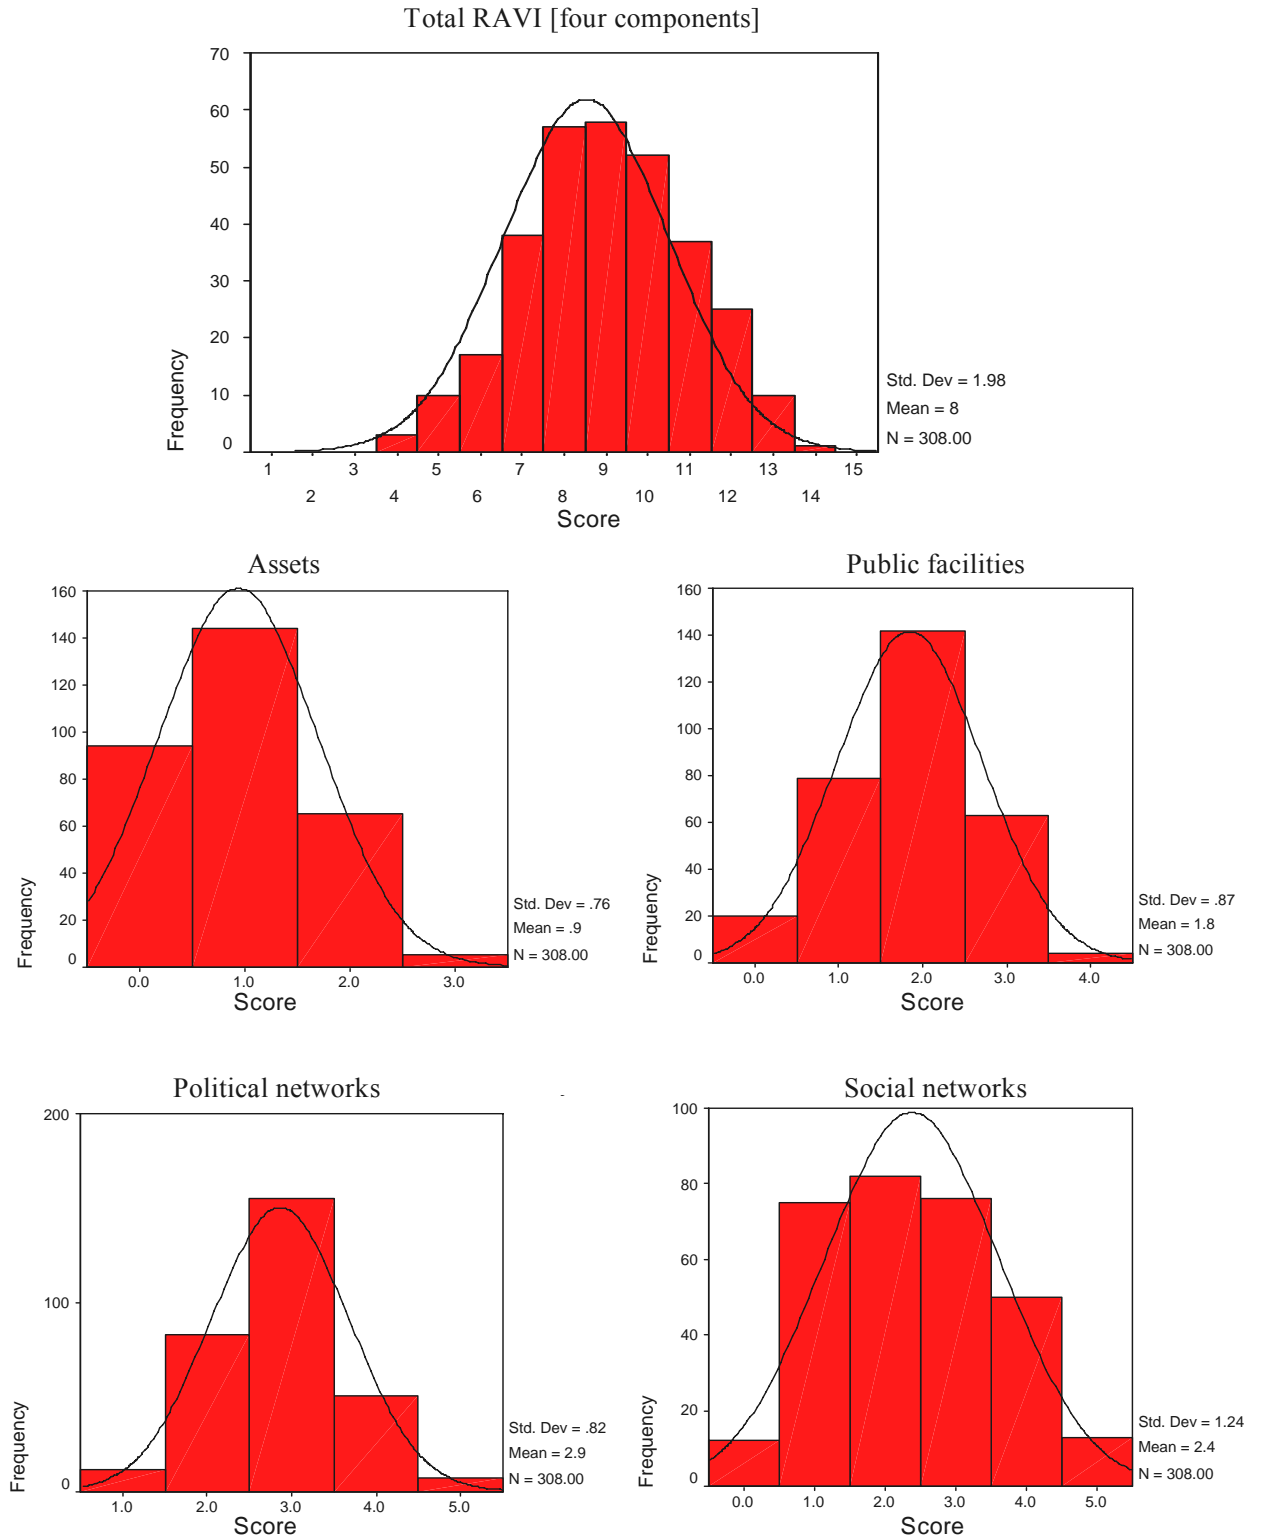 Total RAVI [four components]
70
60
50
40
30
20
10
0
Frequency
1 3 5 7 9 11 13 15
2 4 6 8 10 12 14
Score
Std. Dev = 1.98
Mean = 8
N = 308.00
Assets
160
140
120
100
80
60
40
20
0
Frequency
0.0 1.0 2.0 3.0
Score
Std. Dev = .76
Mean = .9
N = 308.00
Public facilities
160
140
120
100
80
60
40
20
0
Frequency
0.0 1.0 2.0 3.0 4.0
Score
Std. Dev = .87
Mean = 1.8
N = 308.00
Political networks
200
100
0
Frequency
1.0 2.0 3.0 4.0 5.0
Score
Std. Dev = .82
Mean = 2.9
N = 308.00
Social networks
100
80
60
40
20
0
Frequency
0.0 1.0 2.0 3.0 4.0 5.0
Score
Std. Dev = 1.24
Mean = 2.4
N = 308.00